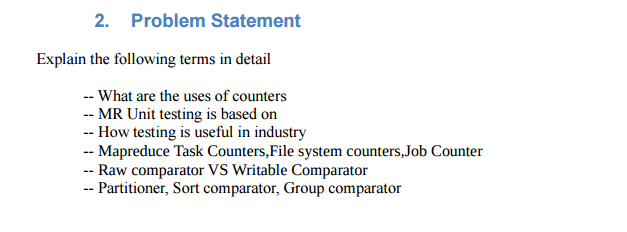 2. Problem Statement
Explain the following terms in detail
-- What are the uses of counters
-- MR Unit testing is based on
-- How testing is useful in industry
-- Mapreduce Task Counters,File system counters,Job Counter
-- Raw comparator VS Writable Comparator
-- Partitioner, Sort comparator, Group comparator